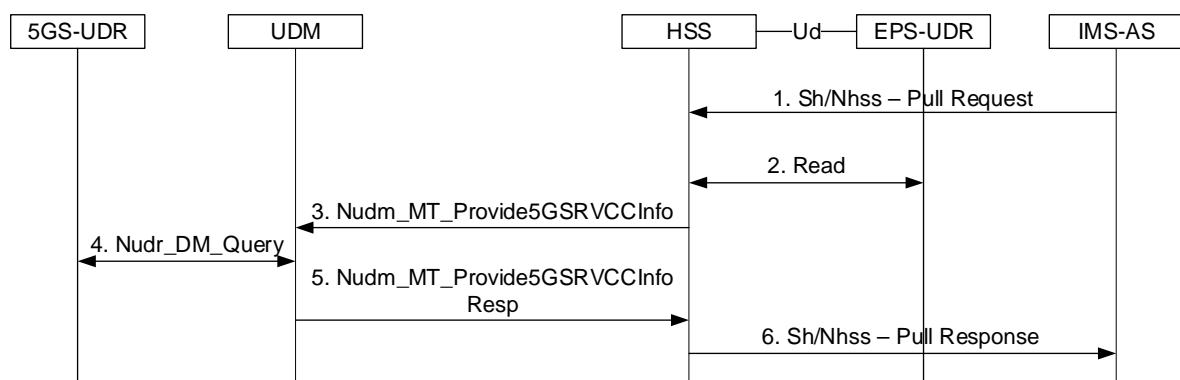 5GS-UDR
UDM
HSS
Ud
EPS-UDR
IMS-AS
1. Sh/Nhss – Pull Request
2. Read
3. Nudm_MT_Provide5GSRVCCInfo
4. Nudr_DM_Query
5. Nudm_MT_Provide5GSRVCCInfo
Resp
6. Sh/Nhss – Pull Response